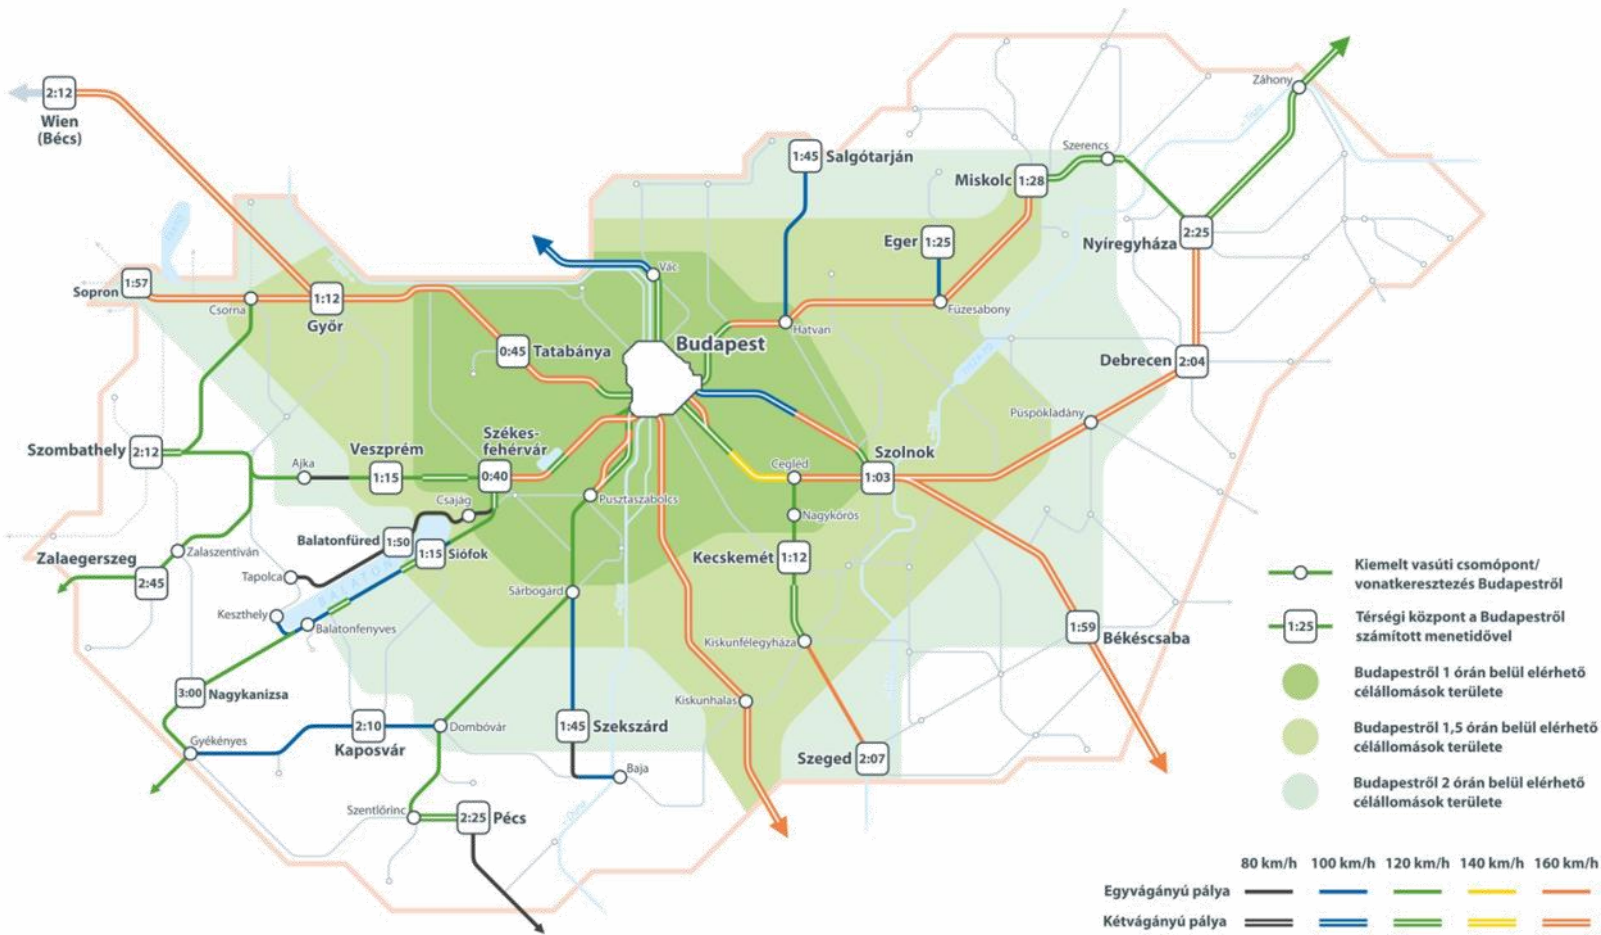 2:12
Wien
(Bécs)
Záhony
1:45 Salgótarján
Szerencs
Miskolc 1:28
Eger 1:25
Nyíregyháza 2:25
Vác
Sopron 1:57
Csorna
1:12
Győr
Füzesabony
Hatvan
0:45 Tatabánya
Budapest
Debrecen 2:04
Püspökladány
Szombathely 2:12
Veszprém
1:15
Ajka
Székes-
fehérvár
0:40
Cegléd
Szolnok
1:03
Csajág
Pusztaszabolcs
Nagykőrös
Balatonfüred 1:50
1:15 Siófok
Kecskemét 1:12
Zalaszentiván
Zalaegerszeg
2:45
Tapolca
BALATON
Sárbogárd
Keszthely
Balatonfenyves
Kiskunfélegyháza
1:59
Békéscsaba
3:00 Nagykanizsa
Kiskunhalas
Gyékényes
2:10
Kaposvár
Dombóvár
1:45 Szekszárd
Szeged 2:07
Baja
Szentlőrinc
2:25 Pécs
Kiemelt vasúti csomópont/
vonatkeresztezés Budapestről
1:25
Térségi központ a Budapestről
számított menetidővel
Budapestről 1 órán belül elérhető
célállomások területe
Budapestről 1,5 órán belül elérhető
célállomások területe
Budapestről 2 órán belül elérhető
célállomások területe
80 km/h 100 km/h 120 km/h 140 km/h 160 km/h
Egyvágányú pálya
Kétvágányú pálya